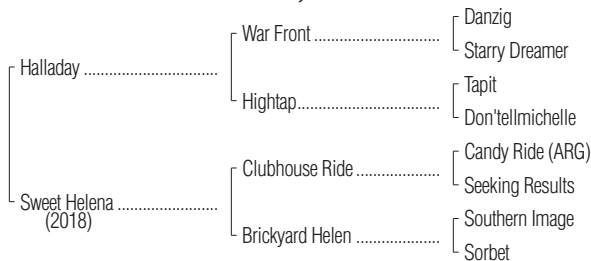 Danzig
War Front
Starry Dreamer
Halladay
Tapit
Hightap
Don'tellmichelle
Candy Ride (ARG)
Clubhouse Ride
Seeking Results
Sweet Helena
(2018)
Southern Image
Brickyard Helen
Sorbet